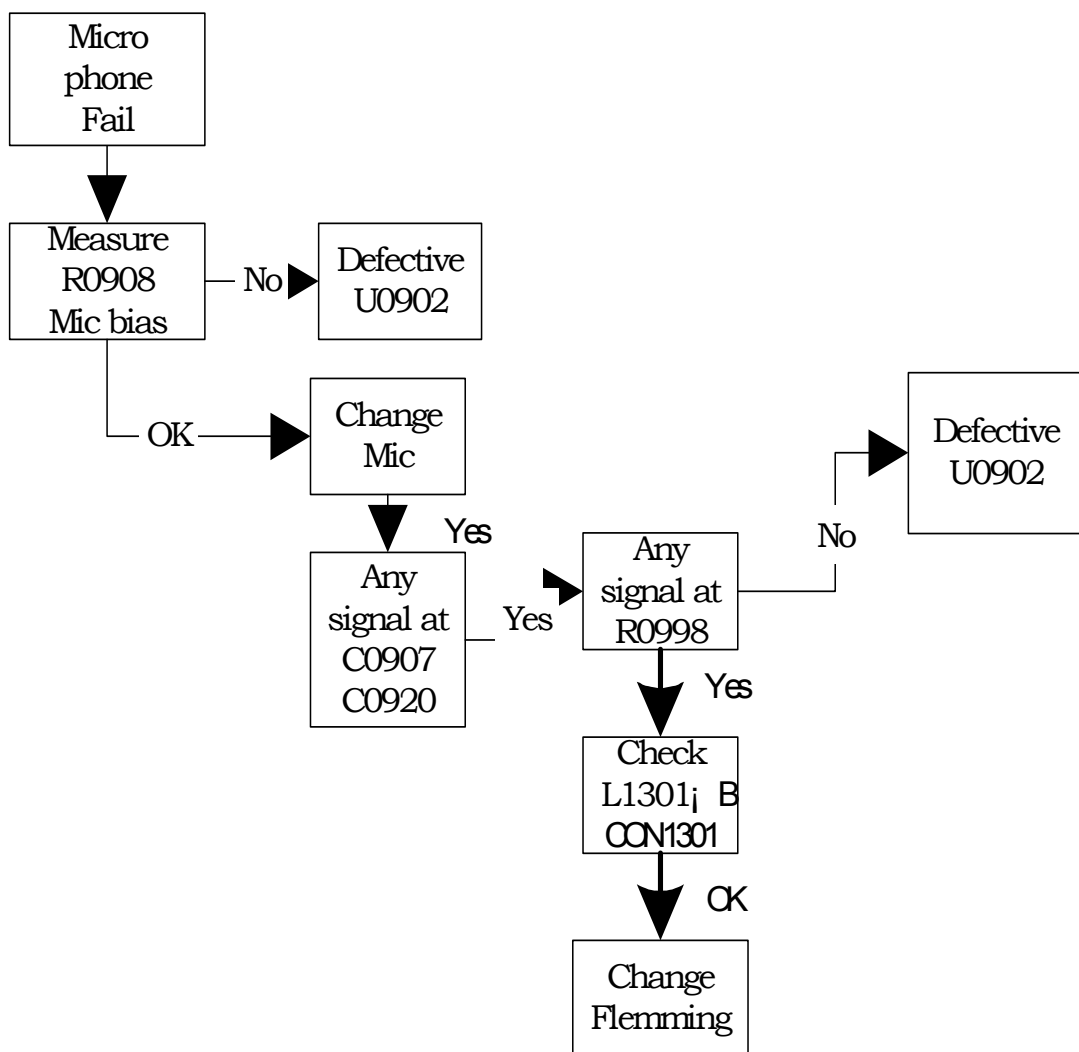 Micro
phone
Fail
Measure
R0908
Mic bias
No
Defective
U0902
OK
Change
Mic
Yes
Any
signal at
C0907
C0920
Yes
Any
signal at
R0998
No
Defective
U0902
Yes
Check
L1301¡ B
CON1301
OK
Change
Flemming